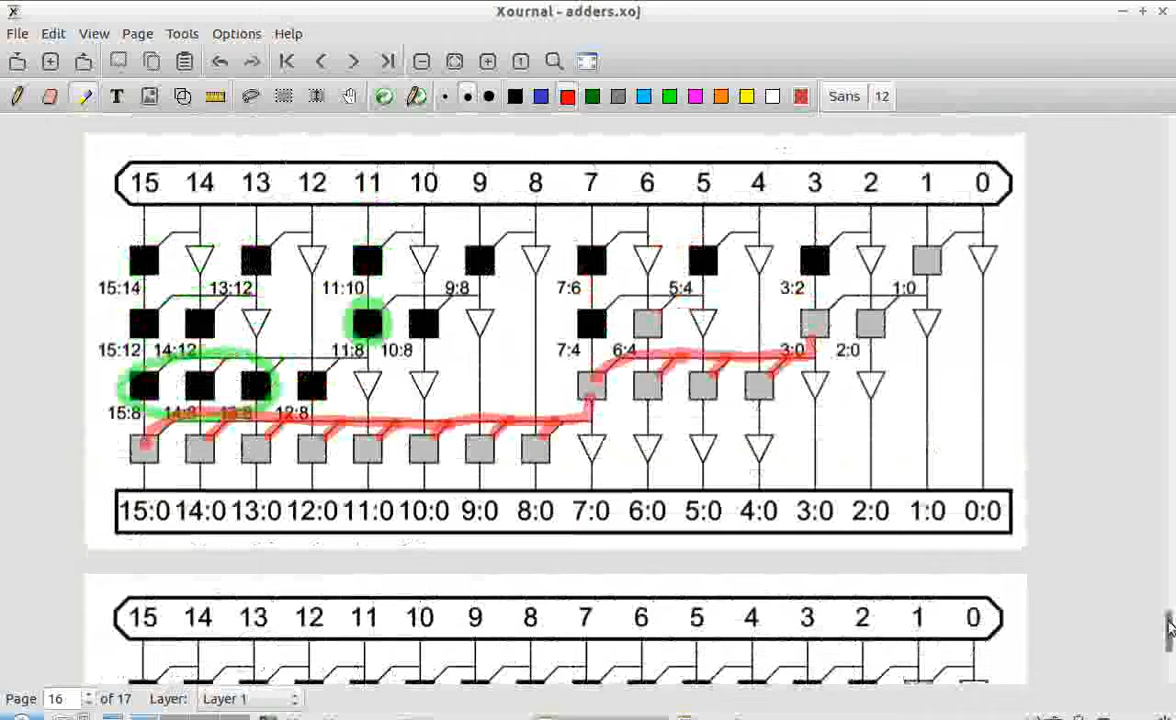 Xournal - adders.xoj
File Edit View Page Tools Options Help
Sans 12
15 14 13 12 11 10 9 8 7 6 5 4 3 2 1 0
15:14 13:12 11:10 9:8 7:6 5:4 3:2 1:0
15:12 14:12 11:8 10:8 7:4 6:4 3:0 2:0
15:8 14:8 13:8 12:8
15:0 14:0 13:0 12:0 11:0 10:0 9:0 8:0 7:0 6:0 5:0 4:0 3:0 2:0 1:0 0:0
15 14 13 12 11 10 9 8 7 6 5 4 3 2 1 0
Page 16 of 17 Layer: Layer 1